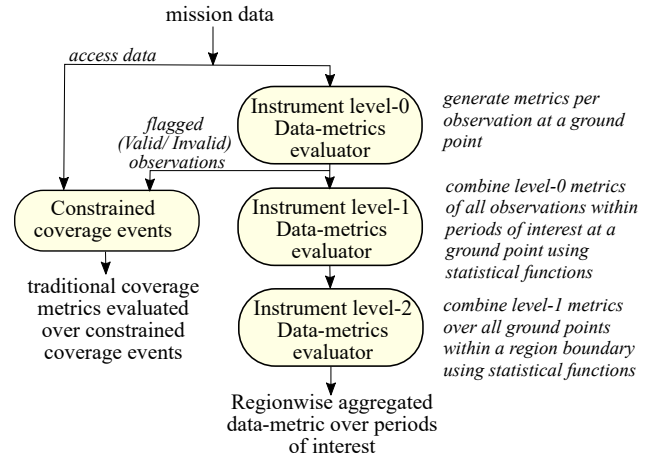 mission data
access data
Instrument level-0
Data-metrics
evaluator
generate metrics per
observation at a ground
point
flagged
(Valid/ Invalid)
observations
Constrained
coverage events
Instrument level-1
Data-metrics
evaluator
combine level-0 metrics
of all observations within
periods of interest at a
ground point using
statistical functions
traditional coverage
metrics evaluated
over constrained
coverage events
Instrument level-2
Data-metrics
evaluator
combine level-1 metrics
over all ground points
within a region boundary
using statistical functions
Regionwise aggregated
data-metric over periods
of interest